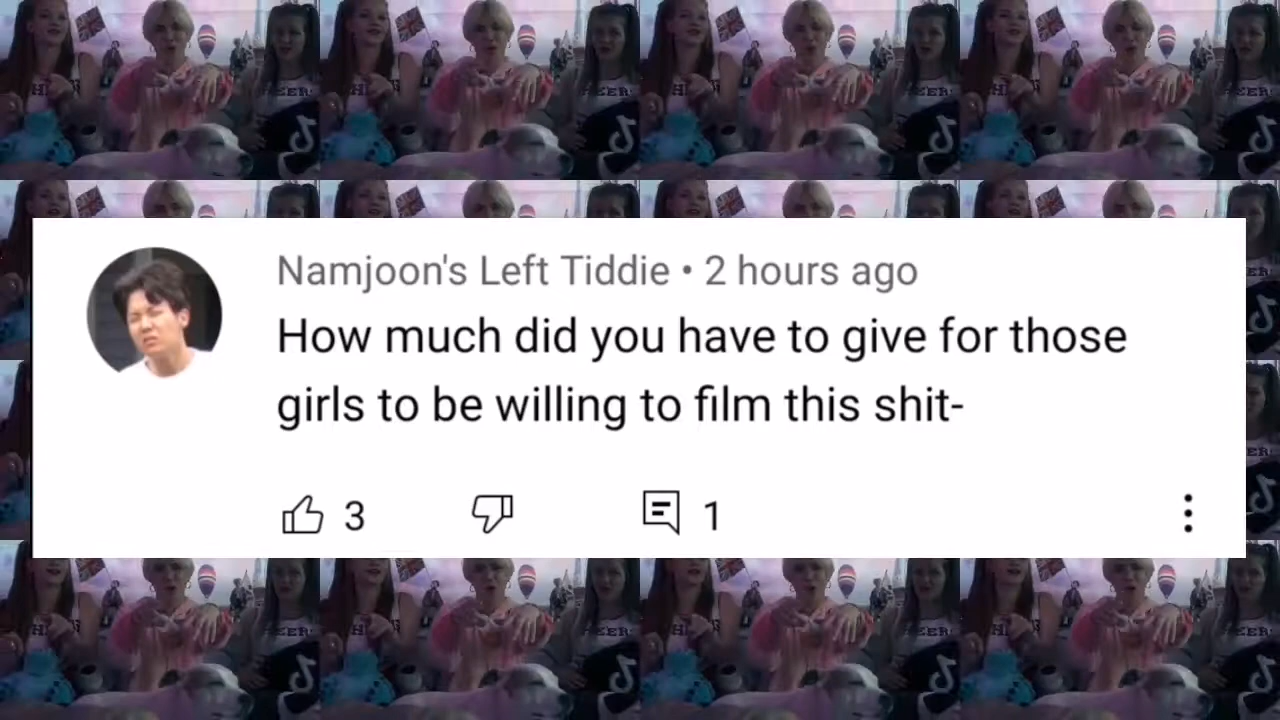 Namjoon's Left Tiddie • 2 hours ago
How much did you have to give for those
girls to be willing to film this shit-
3
1